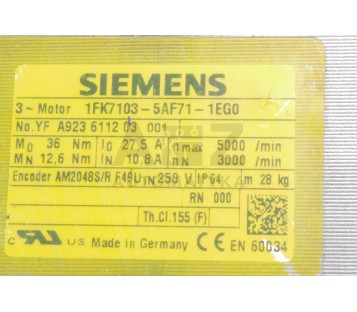 SIEMENS
3~ Motor 1FK7103-5AF71-1EG0
No.YF A923 6112 03 001
M0 36 Nm I0 27,5 A nmax 5000 /min
MN 12,6 Nm IN 10,8 A nN 3000 /min
Encoder AM2048S/R F49 UIN 259 V IP64 m 28 kg
RN 000
Th.Cl.155 (F)
c US Made in Germany CE EN 60034